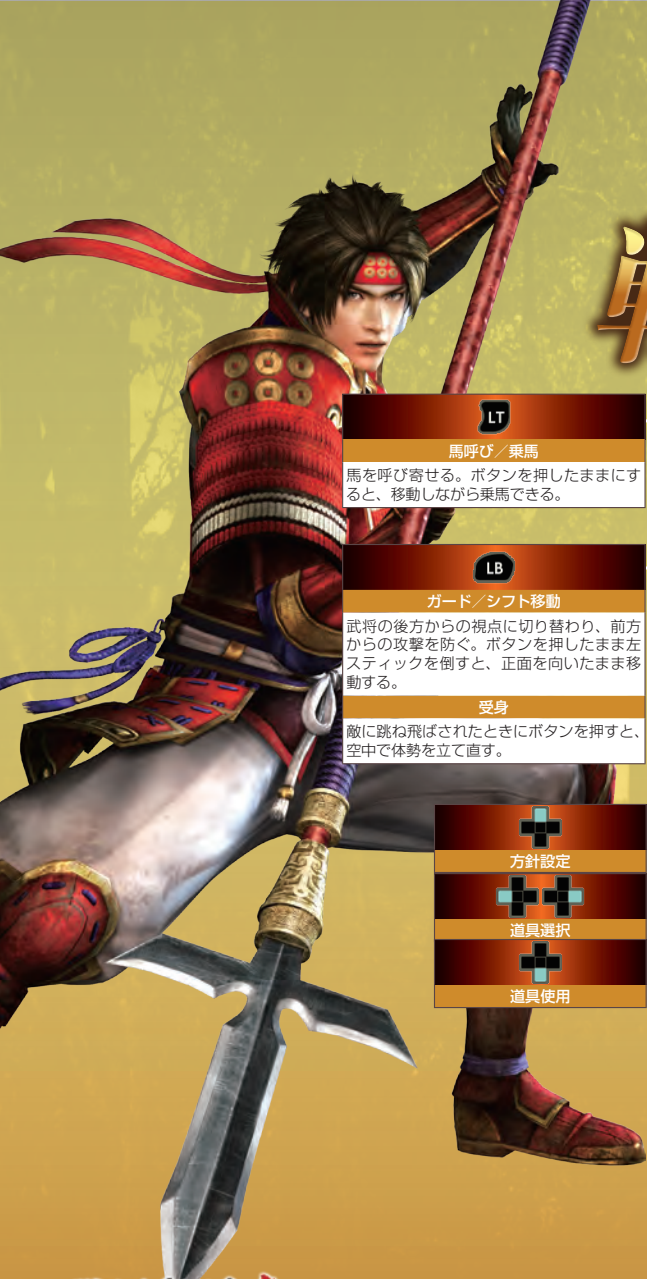 LT
馬呼び／乗馬
馬を呼び寄せる。ボタンを押したままにす
ると、移動しながら乗馬できる。
LB
ガード／シフト移動
武将の後方からの視点に切り替わり、前方
からの攻撃を防ぐ。ボタンを押したまま左
スティックを倒すと、正面を向いたまま移
動する。
受身
敵に跳ね飛ばされたときにボタンを押すと、
空中で体勢を立て直す。
方針設定
道具選択
道具使用